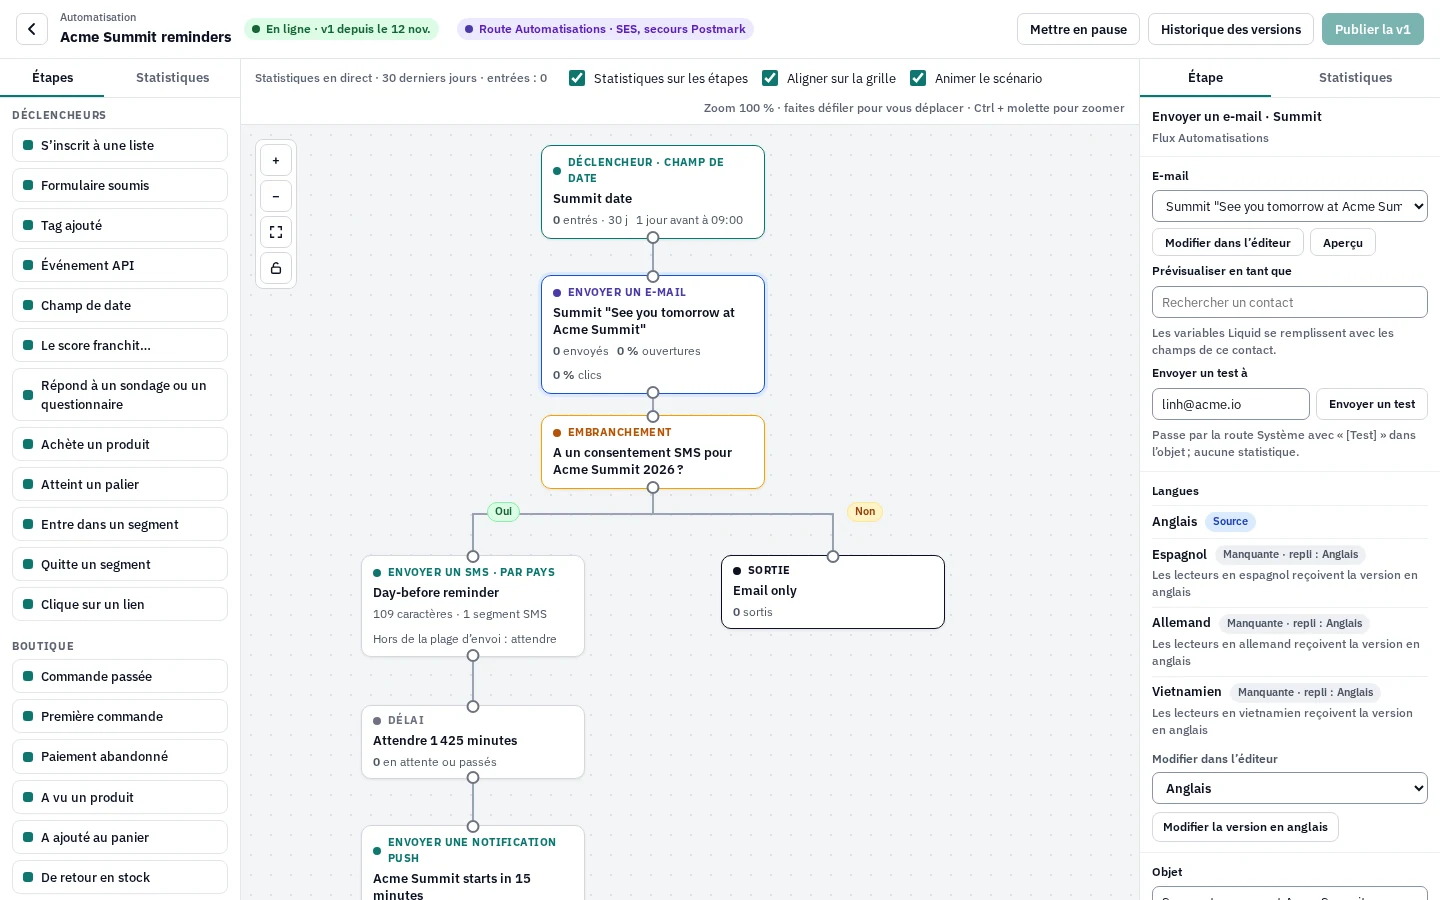 Automatisation
Acme Summit reminders
En ligne · v1 depuis le 12 nov.
Route Automatisations · SES, secours Postmark
Mettre en pause
Historique des versions
Publier la v1
Étapes
Statistiques
DÉCLENCHEURS
S’inscrit à une liste
Formulaire soumis
Tag ajouté
Événement API
Champ de date
Le score franchit…
Répond à un sondage ou un
questionnaire
Achète un produit
Atteint un palier
Entre dans un segment
Quitte un segment
Clique sur un lien
BOUTIQUE
Commande passée
Première commande
Paiement abandonné
A vu un produit
A ajouté au panier
De retour en stock
Statistiques en direct · 30 derniers jours · entrées : 0
Statistiques sur les étapes
Aligner sur la grille
Animer le scénario
Zoom 100 % · faites défiler pour vous déplacer · Ctrl + molette pour zoomer
+
−
DÉCLENCHEUR · CHAMP DE
DATE
Summit date
0 entrés · 30 j 1 jour avant à 09:00
ENVOYER UN E-MAIL
Summit "See you tomorrow at
Acme Summit"
0 envoyés 0 % ouvertures
0 % clics
EMBRANCHEMENT
A un consentement SMS pour
Acme Summit 2026 ?
Oui
Non
ENVOYER UN SMS · PAR PAYS
Day-before reminder
109 caractères · 1 segment SMS
Hors de la plage d’envoi : attendre
SORTIE
Email only
0 sortis
DÉLAI
Attendre 1 425 minutes
0 en attente ou passés
ENVOYER UNE NOTIFICATION
PUSH
Acme Summit starts in 15
minutes
Étape
Statistiques
Envoyer un e-mail · Summit
Flux Automatisations
E-mail
Summit "See you tomorrow at Acme Sum
Modifier dans l’éditeur
Aperçu
Prévisualiser en tant que
Rechercher un contact
Les variables Liquid se remplissent avec les
champs de ce contact.
Envoyer un test à
linh@acme.io
Envoyer un test
Passe par la route Système avec « [Test] » dans
l’objet ; aucune statistique.
Langues
Anglais Source
Espagnol Manquante · repli : Anglais
Les lecteurs en espagnol reçoivent la version en
anglais
Allemand Manquante · repli : Anglais
Les lecteurs en allemand reçoivent la version en
anglais
Vietnamien Manquante · repli : Anglais
Les lecteurs en vietnamien reçoivent la version
en anglais
Modifier dans l’éditeur
Anglais
Modifier la version en anglais
Objet